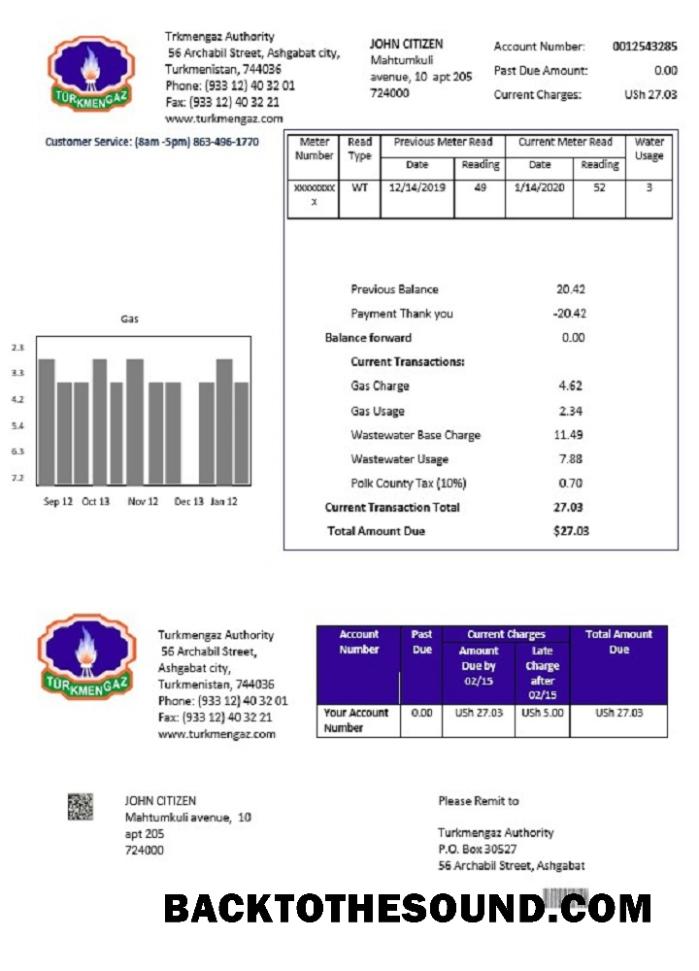 TÜRKMENGAZ
Trkmengaz Authority
56 Archabil Street, Ashgabat city,
Turkmenistan, 744036
Phone: (933 12) 40 32 01
Fax: (933 12) 40 32 21
www.turkmengaz.com
JOHN CITIZEN
Mahtumkuli
avenue, 10 apt 205
724000
Account Number: 0012543285
Past Due Amount: 0.00
Current Charges: USh 27.03
Customer Service: (8am -5pm) 863-496-1770
Meter Number Read Type Previous Meter Read Current Meter Read Water Usage
Date Reading Date Reading
xxxxxxxx WT 12/14/2019 49 1/14/2020 52 3
x
Previous Balance 20.42
Payment Thank you -20.42
Balance forward 0.00
Current Transactions:
Gas Charge 4.62
Gas Usage 2.34
Wastewater Base Charge 11.49
Wastewater Usage 7.88
Polk County Tax (10%) 0.70
Current Transaction Total 27.03
Total Amount Due $27.03
Gas
2.3
3.3
4.2
5.4
6.3
7.2
Sep 12 Oct 13 Nov 12 Dec 13 Jan 12
TÜRKMENGAZ
Turkmengaz Authority
56 Archabil Street,
Ashgabat city,
Turkmenistan, 744036
Phone: (933 12) 40 32 01
Fax: (933 12) 40 32 21
www.turkmengaz.com
Account Number Past Due Current Charges Total Amount Due
Amount Due by 02/15 Late Charge after 02/15
Your Account Number 0.00 USh 27.03 USh 5.00 USh 27.03
JOHN CITIZEN
Mahtumkuli avenue, 10
apt 205
724000
Please Remit to
Turkmengaz Authority
P.O. Box 30527
56 Archabil Street, Ashgabat
BACKTOTHESOUND.COM